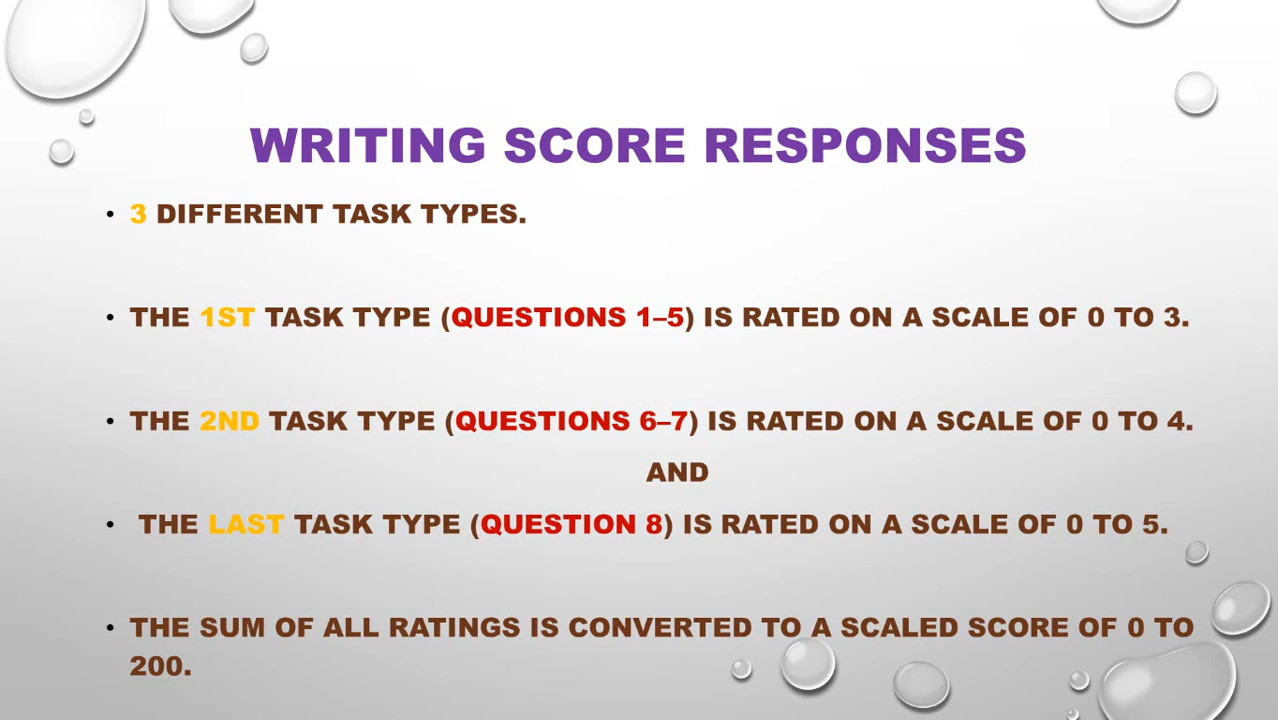 WRITING SCORE RESPONSES
• 3 DIFFERENT TASK TYPES.
• THE 1ST TASK TYPE (QUESTIONS 1–5) IS RATED ON A SCALE OF 0 TO 3.
• THE 2ND TASK TYPE (QUESTIONS 6–7) IS RATED ON A SCALE OF 0 TO 4.
AND
• THE LAST TASK TYPE (QUESTION 8) IS RATED ON A SCALE OF 0 TO 5.
• THE SUM OF ALL RATINGS IS CONVERTED TO A SCALED SCORE OF 0 TO
200.